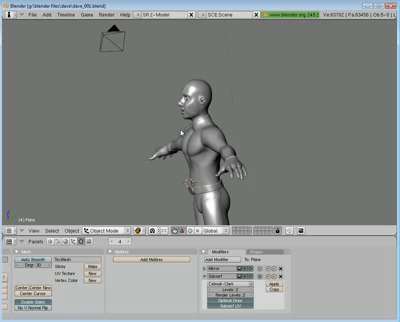 Blender [g:\blender files\dave\dave_001.blend]
File Add Timeline Game Render Help SR:2-Model SCE:Scene www.blender.org 245.2
(4) Plane
View Select Object Object Mode Global
Panels 4
Mesh Multires Modifiers Shapes
Auto Smooth TexMesh: Add Multires Add Modifier To: Plane
Degr: 30 Sticky Make Mirror
UV Texture New Subsurf
Vertex Color New Catmull-Clark Apply
Center Center New Levels: 2 Copy
Center Cursor Render Levels: 2
Double Sided Optimal Draw
No V.Normal Flip Subsurf UV